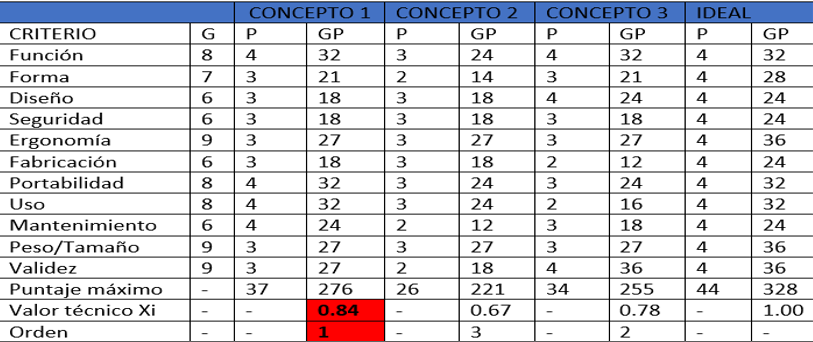 CONCEPTO 1 CONCEPTO 2 CONCEPTO 3 IDEAL
CRITERIO G P GP P GP P GP P GP
Función 8 4 32 3 24 4 32 4 32
Forma 7 3 21 2 14 3 21 4 28
Diseño 6 3 18 3 18 4 24 4 24
Seguridad 6 3 18 3 18 3 18 4 24
Ergonomía 9 3 27 3 27 3 27 4 36
Fabricación 6 3 18 3 18 2 12 4 24
Portabilidad 8 4 32 3 24 3 24 4 32
Uso 8 4 32 3 24 2 16 4 32
Mantenimiento 6 4 24 2 12 3 18 4 24
Peso/Tamaño 9 3 27 3 27 3 27 4 36
Validez 9 3 27 2 18 4 36 4 36
Puntaje máximo - 37 276 26 221 34 255 44 328
Valor técnico Xi - - 0.84 - 0.67 - 0.78 - 1.00
Orden - - 1 - 3 - 2 - -